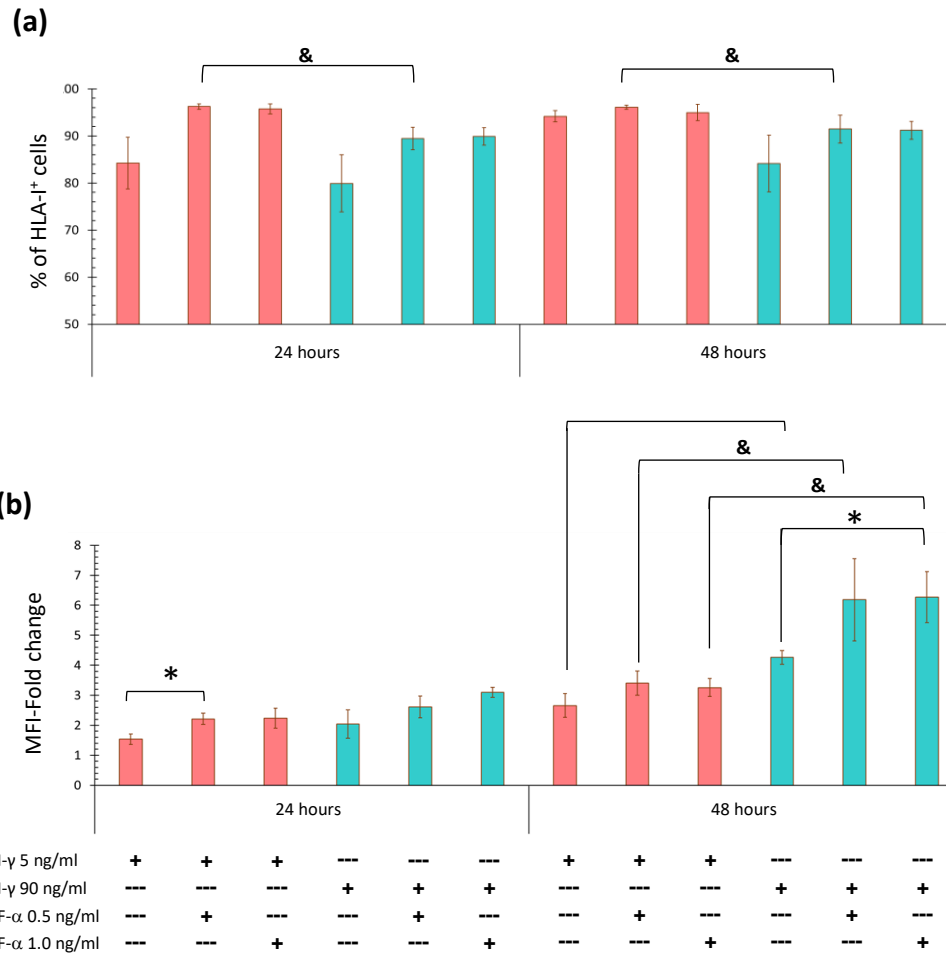 (a)
&
&
% of HLA-I⁺ cells
00
90
80
70
60
50
24 hours
48 hours
(b)
&
&
*
*
MFI-Fold change
8
7
6
5
4
3
2
1
0
24 hours
48 hours
I-γ 5 ng/ml + + + --- --- --- + + + --- --- ---
I-γ 90 ng/ml --- --- --- + + + --- --- --- + + +
F-α 0.5 ng/ml --- + --- --- + --- --- + --- --- + ---
F-α 1.0 ng/ml --- --- + --- --- + --- --- + --- --- +